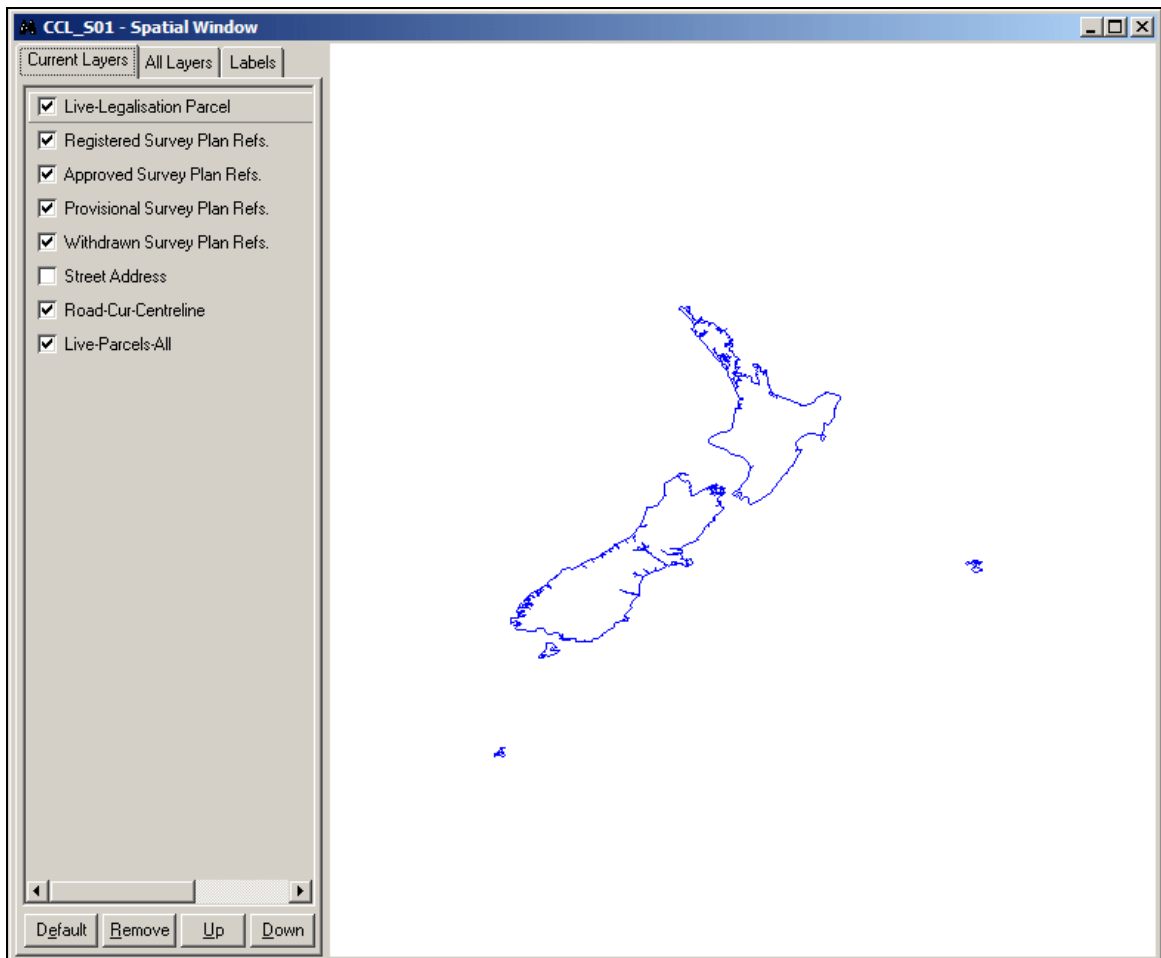 CCL_S01 - Spatial Window
Current Layers All Layers Labels
Live-Legalisation Parcel
Registered Survey Plan Refs.
Approved Survey Plan Refs.
Provisional Survey Plan Refs.
Withdrawn Survey Plan Refs.
Street Address
Road-Cur-Centreline
Live-Parcels-All
Default Remove Up Down